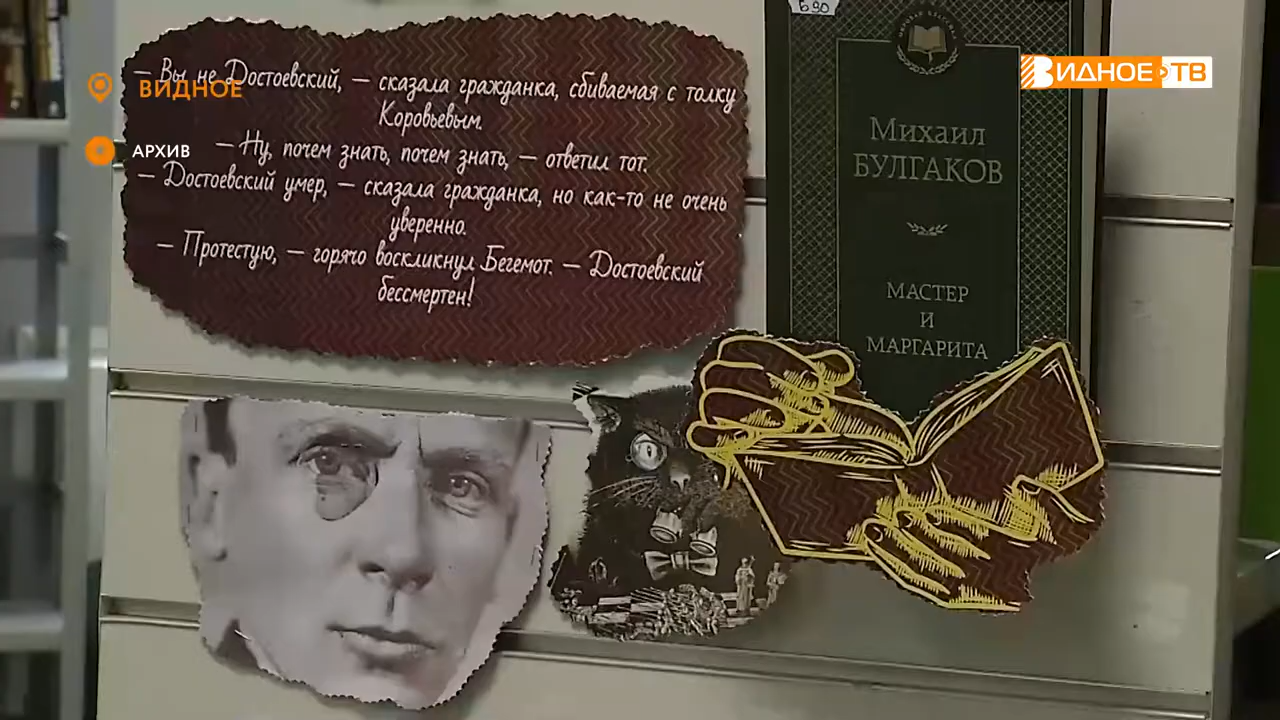 Б 90
ВИДНОЕ ТВ
ВИДНОЕ
АРХИВ
— Вы не Достоевский, — сказала гражданка, сбиваемая с толку
Коровьевым.
— Ну, почем знать, почем знать, — ответил тот.
— Достоевский умер, — сказала гражданка, но как-то не очень
уверенно.
— Протестую, — горячо воскликнул Бегемот. — Достоевский
бессмертен!
Михаил
БУЛГАКОВ
МАСТЕР
И
МАРГАРИТА